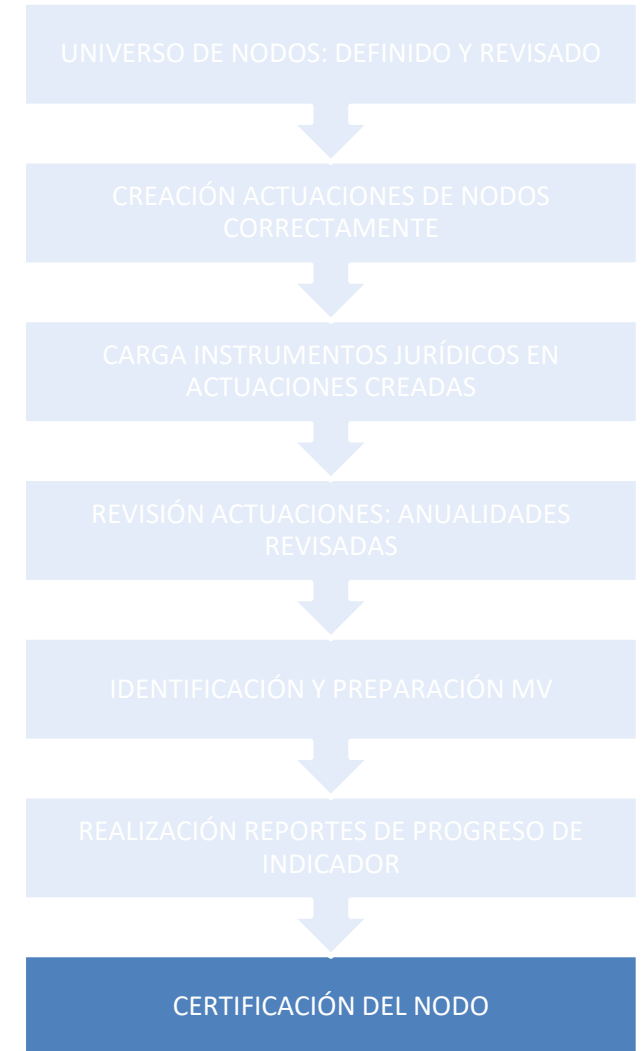 UNIVERSO DE NODOS: DEFINIDO Y REVISADO
CREACIÓN ACTUACIONES DE NODOS
CORRECTAMENTE
CARGA INSTRUMENTOS JURÍDICOS EN
ACTUACIONES CREADAS
REVISIÓN ACTUACIONES: ANUALIDADES
REVISADAS
IDENTIFICACIÓN Y PREPARACIÓN MV
REALIZACIÓN REPORTES DE PROGRESO DE
INDICADOR
CERTIFICACIÓN DEL NODO